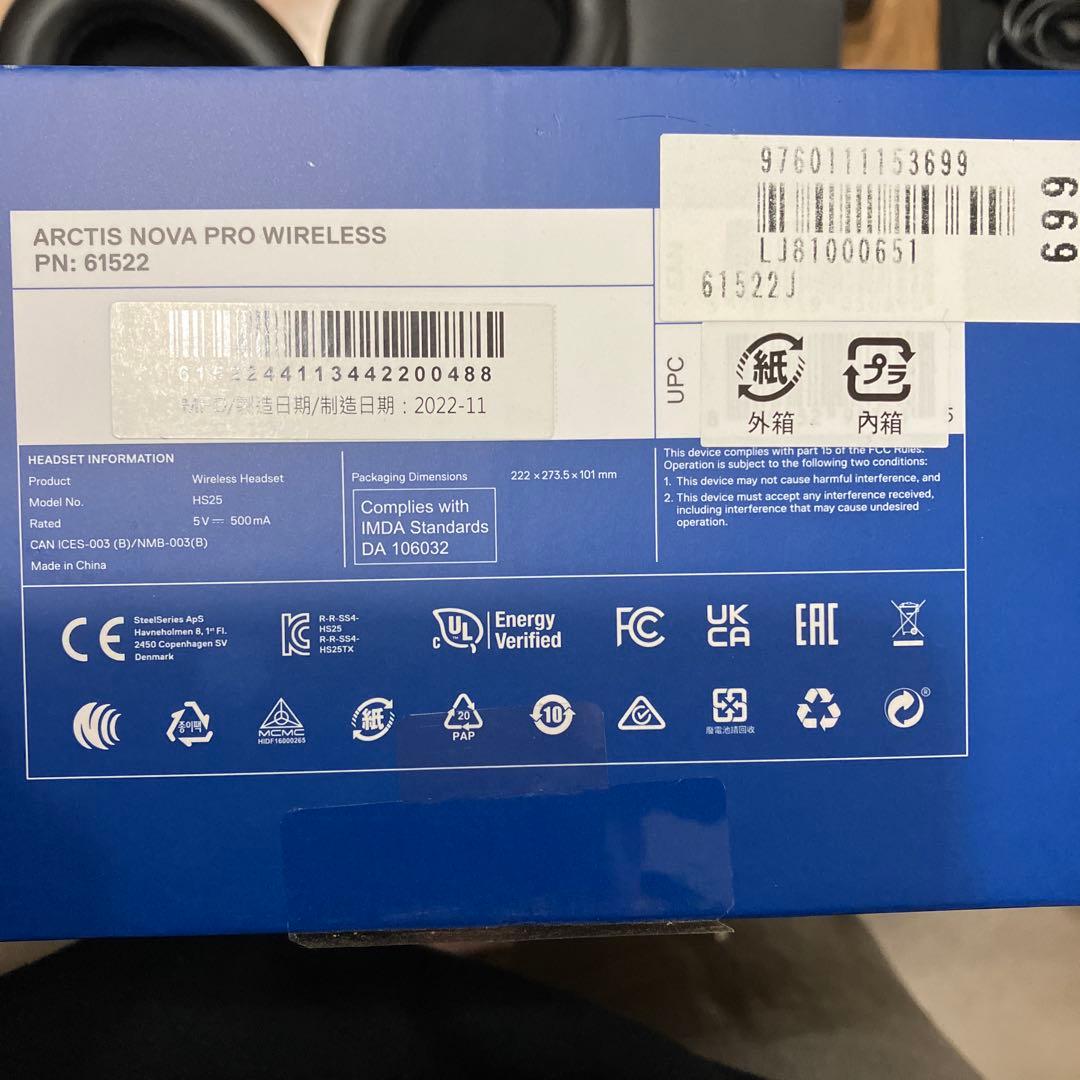 9760111153699
LJ81000651
61522J
699
ARCTIS NOVA PRO WIRELESS
PN: 61522
224413442200488
造日期/制造日期：2022-11
UPC
紙
外箱
プラ
內箱
5
HEADSET INFORMATION
Product Wireless Headset
Model No. HS25
Rated 5V⎓500mA
CAN ICES-003 (B)/NMB-003(B)
Made in China
Packaging Dimensions 222 × 273.5 × 101 mm
Complies with
IMDA Standards
DA 106032
This device complies with part 15 of the FCC Rules.
Operation is subject to the following two conditions:
1. This device may not cause harmful interference, and
2. This device must accept any interference received,
including interference that may cause undesired
operation.
CE
SteelSeries ApS
Havneholmen 8, 1st Fl.
2450 Copenhagen SV
Denmark
R-R-SS4-
HS25
R-R-SS4-
HS25TX
c UL
Energy
Verified
FC
UK
CA
EAC
종이팩
MCMC
HIDF16000265
紙
20
PAP
10
廢電池請回收
®